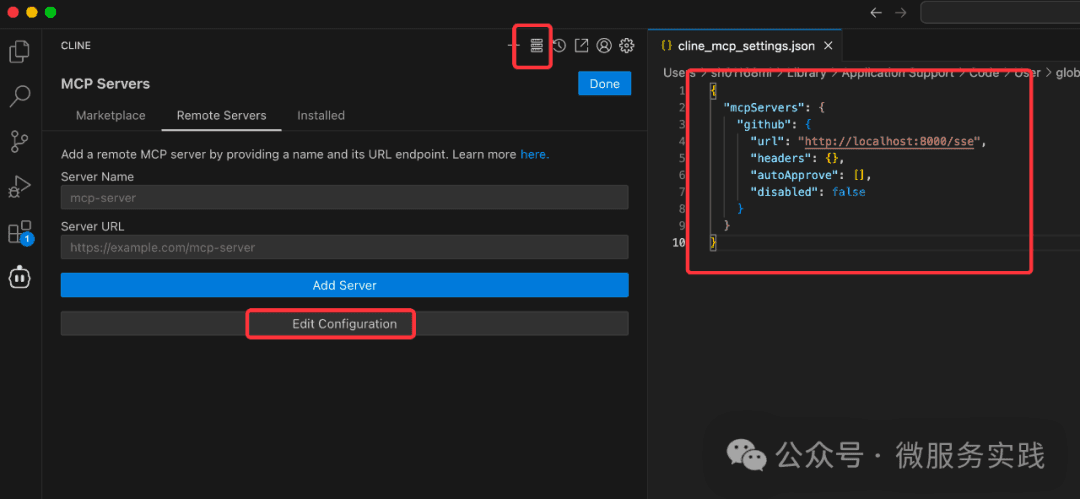 CLINE
MCP Servers
Done
Marketplace
Remote Servers
Installed
Add a remote MCP server by providing a name and its URL endpoint. Learn more here.
Server Name
mcp-server
Server URL
https://example.com/mcp-server
Add Server
Edit Configuration
1
{} cline_mcp_settings.json ×
Users › sh01168ml › Library › Application Support › Code › User › glob
1 {
2 "mcpServers": {
3 "github": {
4 "url": "http://localhost:8000/sse",
5 "headers": {},
6 "autoApprove": [],
7 "disabled": false
8 }
9 }
10 }
公众号 · 微服务实践